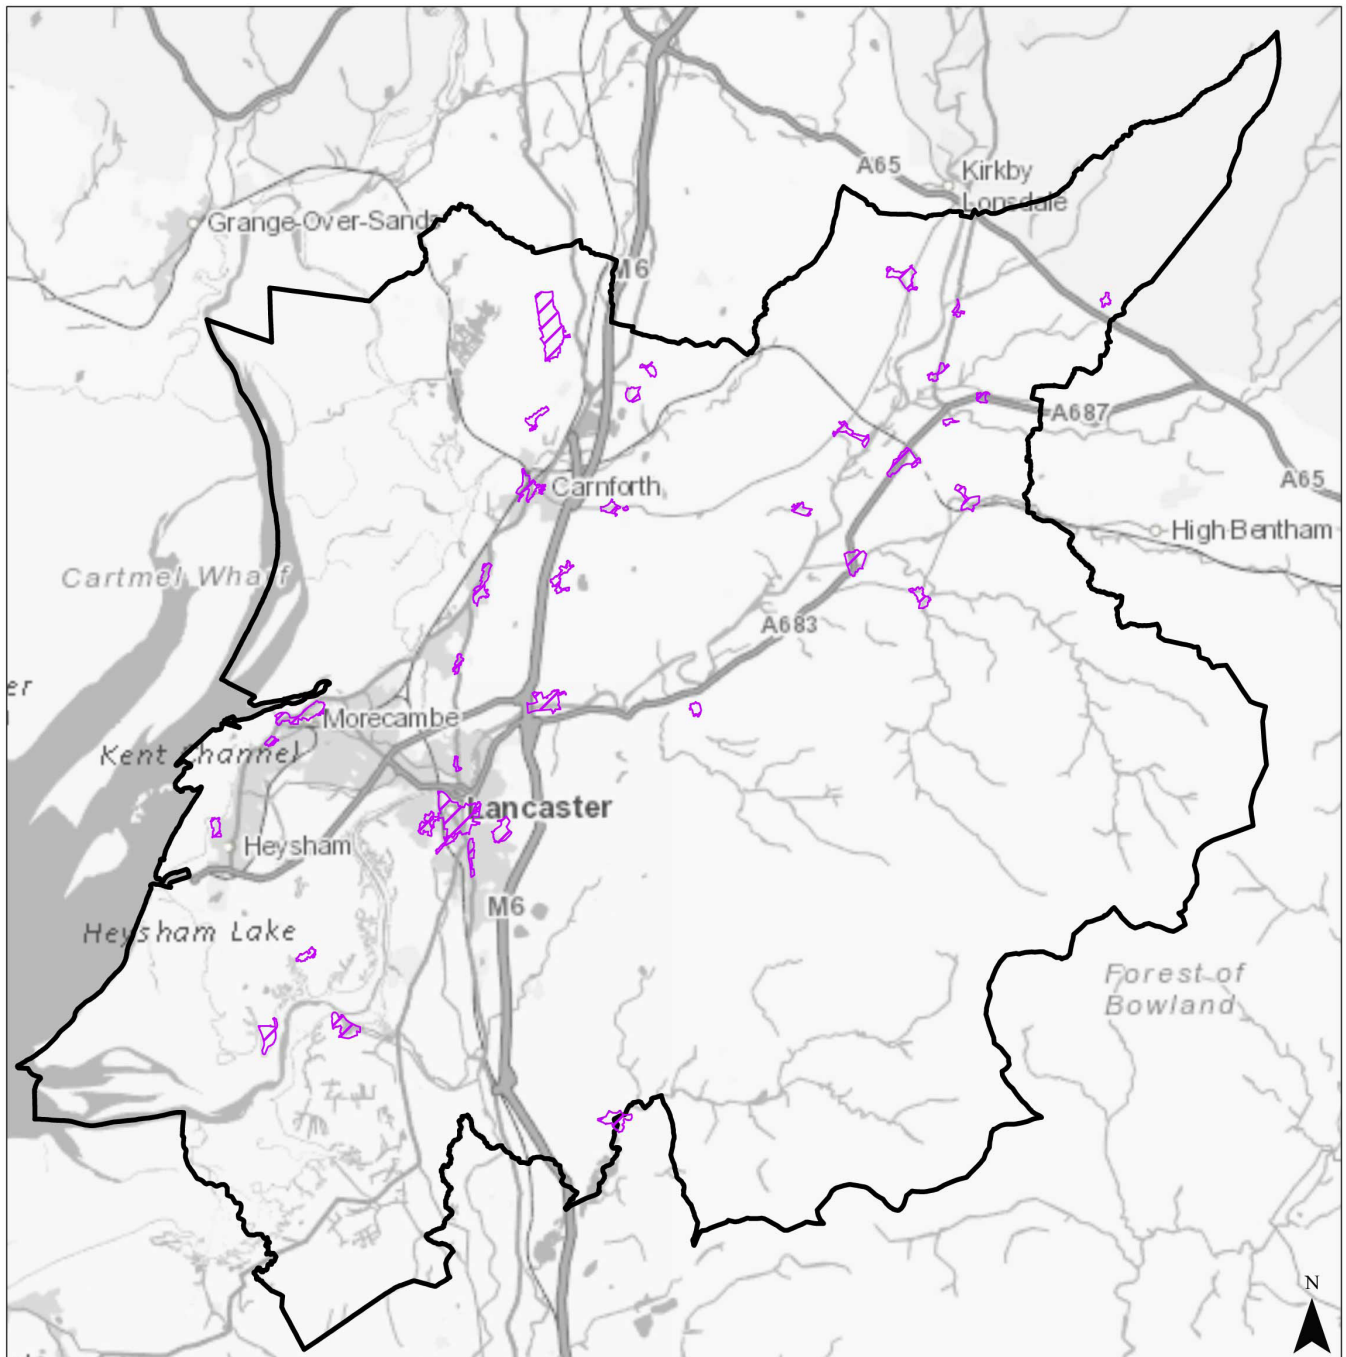 A65
Kirkby
Lonsdale
Grange-Over-Sands
M6
A687
A65
Carnforth
High Bentham
Cartmel Wharf
A683
er
Morecambe
Kent Channel
Lancaster
Heysham
M6
Heysham Lake
Forest of
Bowland
N